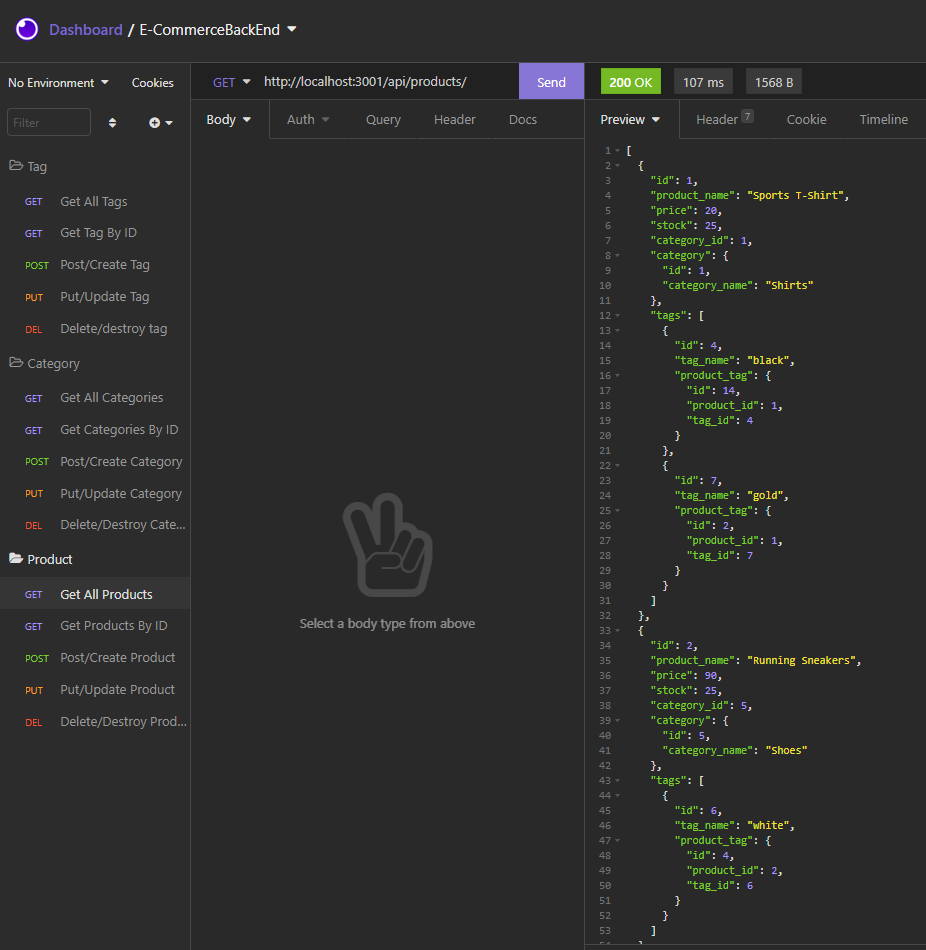 Dashboard / E-CommerceBackEnd
No Environment Cookies
GET http://localhost:3001/api/products/ Send
200 OK 107 ms 1568 B
Filter
Body Auth Query Header Docs
Preview Header 7 Cookie Timeline
Tag
GET Get All Tags
GET Get Tag By ID
POST Post/Create Tag
PUT Put/Update Tag
DEL Delete/destroy tag
Category
GET Get All Categories
GET Get Categories By ID
POST Post/Create Category
PUT Put/Update Category
DEL Delete/Destroy Cate...
Product
GET Get All Products
GET Get Products By ID
POST Post/Create Product
PUT Put/Update Product
DEL Delete/Destroy Prod...
Select a body type from above
1 [
2 {
3 "id": 1,
4 "product_name": "Sports T-Shirt",
5 "price": 20,
6 "stock": 25,
7 "category_id": 1,
8 "category": {
9 "id": 1,
10 "category_name": "Shirts"
11 },
12 "tags": [
13 {
14 "id": 4,
15 "tag_name": "black",
16 "product_tag": {
17 "id": 14,
18 "product_id": 1,
19 "tag_id": 4
20 }
21 },
22 {
23 "id": 7,
24 "tag_name": "gold",
25 "product_tag": {
26 "id": 2,
27 "product_id": 1,
28 "tag_id": 7
29 }
30 }
31 ]
32 },
33 {
34 "id": 2,
35 "product_name": "Running Sneakers",
36 "price": 90,
37 "stock": 25,
38 "category_id": 5,
39 "category": {
40 "id": 5,
41 "category_name": "Shoes"
42 },
43 "tags": [
44 {
45 "id": 6,
46 "tag_name": "white",
47 "product_tag": {
48 "id": 4,
49 "product_id": 2,
50 "tag_id": 6
51 }
52 }
53 ]